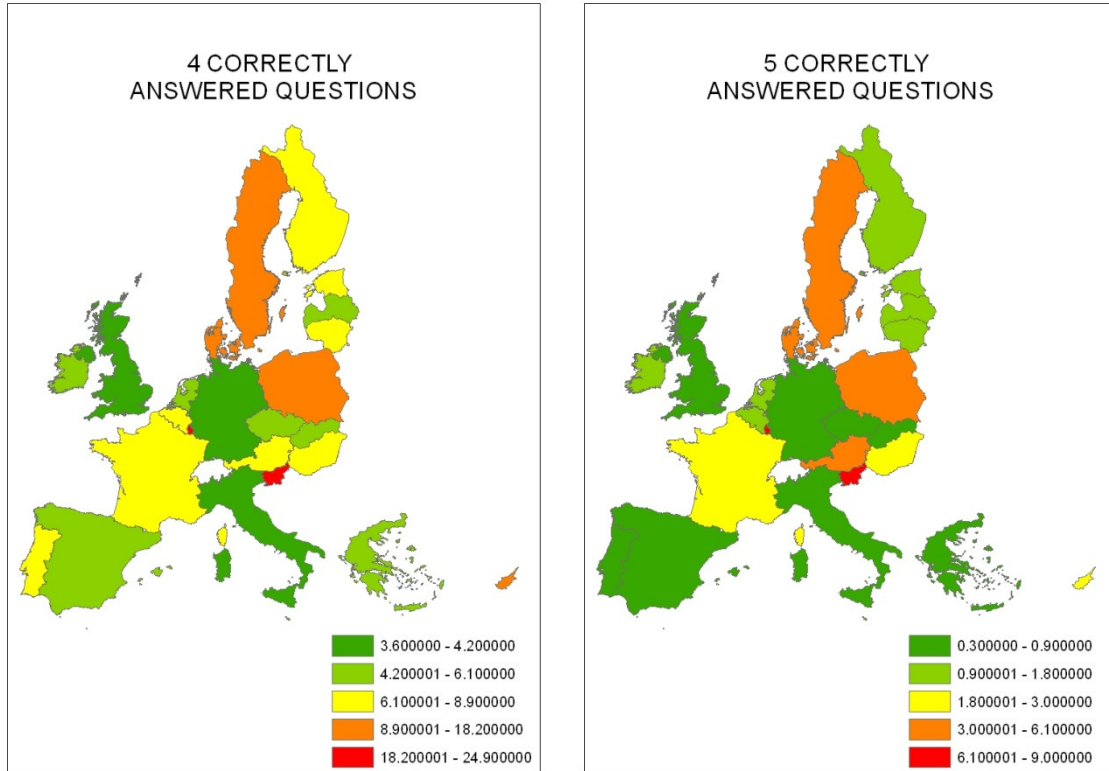 4 CORRECTLY
ANSWERED QUESTIONS
3.600000 - 4.200000
4.200001 - 6.100000
6.100001 - 8.900000
8.900001 - 18.200000
18.200001 - 24.900000
5 CORRECTLY
ANSWERED QUESTIONS
0.300000 - 0.900000
0.900001 - 1.800000
1.800001 - 3.000000
3.000001 - 6.100000
6.100001 - 9.000000